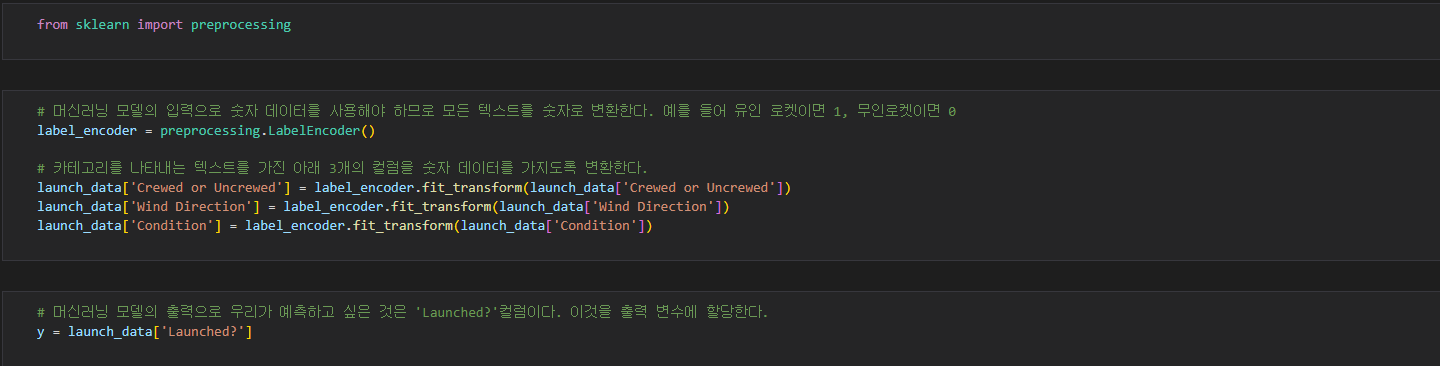 from sklearn import preprocessing
# 머신러닝 모델의 입력으로 숫자 데이터를 사용해야 하므로 모든 텍스트를 숫자로 변환한다. 예를 들어 유인 로켓이면 1, 무인로켓이면 0
label_encoder = preprocessing.LabelEncoder()
# 카테고리를 나타내는 텍스트를 가진 아래 3개의 컬럼을 숫자 데이터를 가지도록 변환한다.
launch_data['Crewed or Uncrewed'] = label_encoder.fit_transform(launch_data['Crewed or Uncrewed'])
launch_data['Wind Direction'] = label_encoder.fit_transform(launch_data['Wind Direction'])
launch_data['Condition'] = label_encoder.fit_transform(launch_data['Condition'])
# 머신러닝 모델의 출력으로 우리가 예측하고 싶은 것은 'Launched?'컬럼이다. 이것을 출력 변수에 할당한다.
y = launch_data['Launched?']